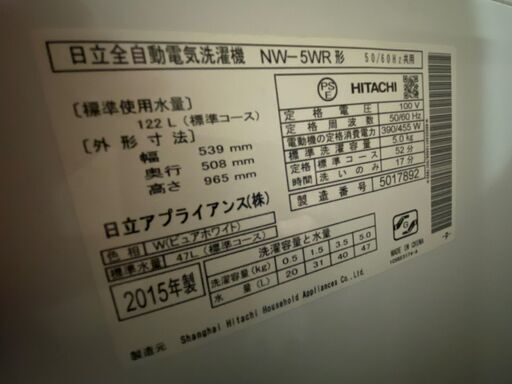 日立全自動電気洗濯機 NW-5WR 形 50/60Hz共用
[標準使用水量]
122 L (標準コース)
[外形寸法]
幅 539 mm
奥行 508 mm
高さ 965 mm
日立アプライアンス(株)
色相 W(ピュアホワイト)
標準水量 47L(標準コース)
2015年製
PS
E
HITACHI
定格電圧 100 V
定格周波数 50/60 Hz
電動機の定格消費電力 390/455 W
標準洗濯容量 5.0kg
定格時間 標準コース 52分
洗いのみ 17分
製造番号 5017892
洗濯容量と水量
洗濯容量(kg) 0.5 1.5 3.5 5.0
水量(L) 20 31 40 47
MADE IN CHINA
製造元 Shanghai Hitachi Household Appliances Co.,Ltd.